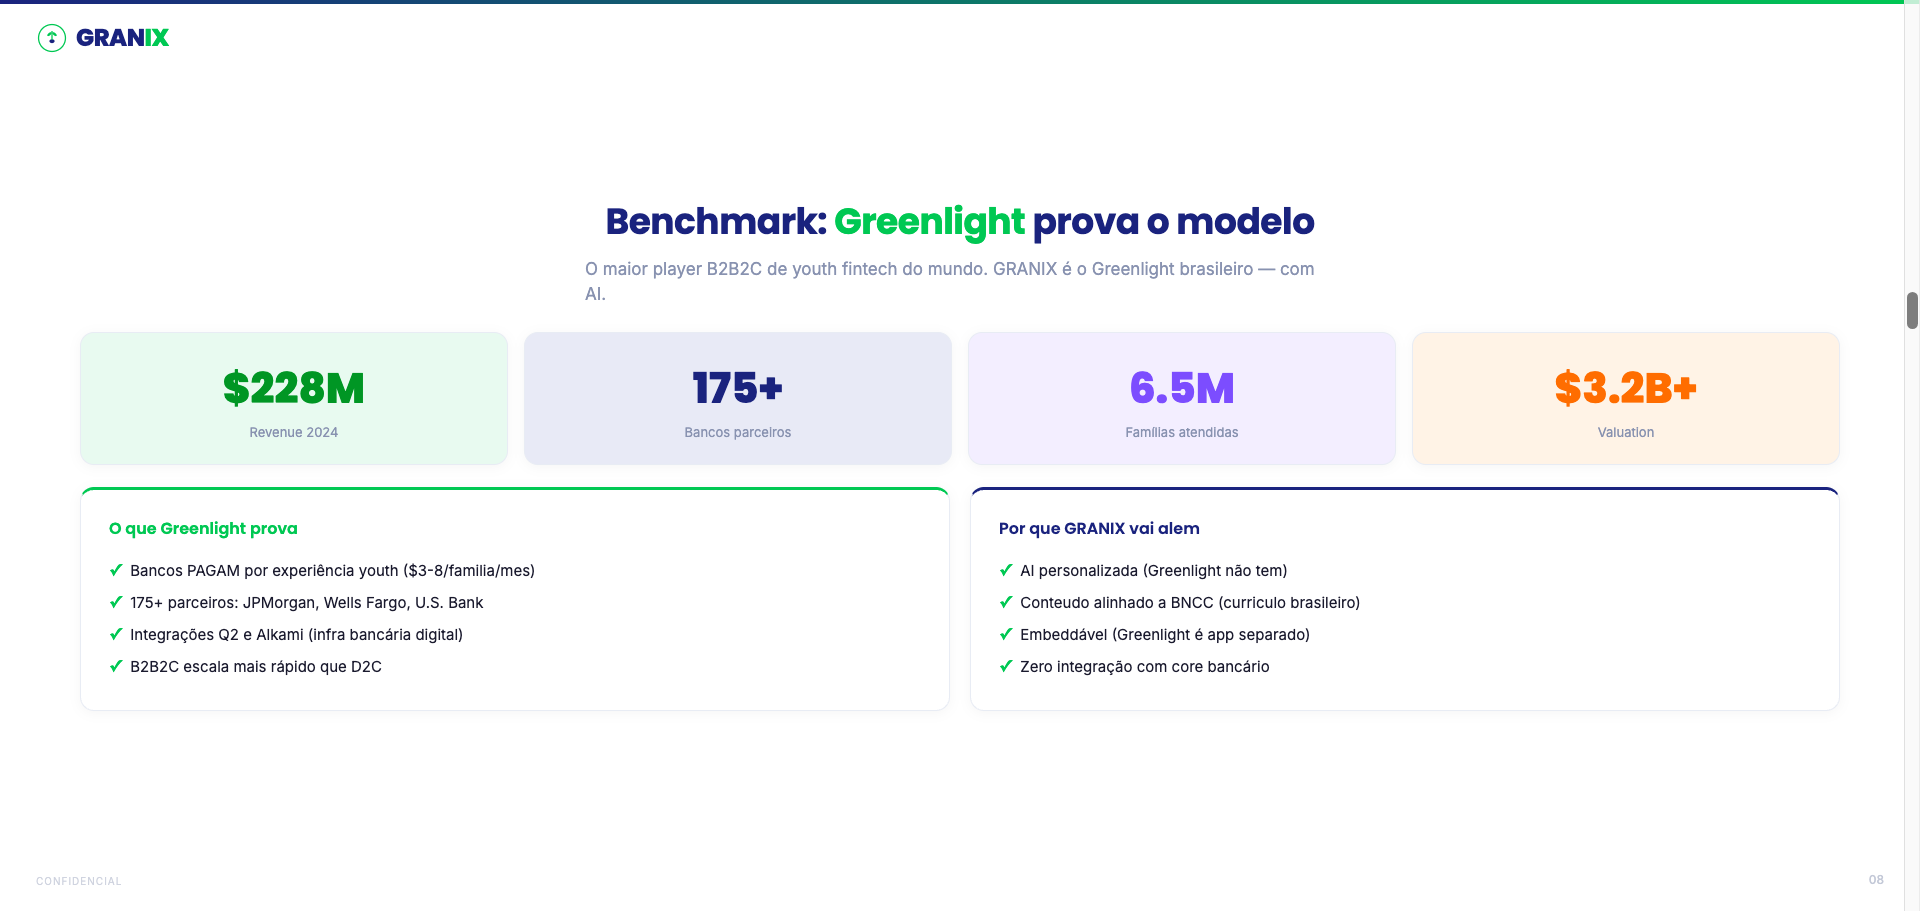 GRANIX
Benchmark: Greenlight prova o modelo
O maior player B2B2C de youth fintech do mundo. GRANIX é o Greenlight brasileiro — com
AI.
$228M
Revenue 2024
175+
Bancos parceiros
6.5M
Famílias atendidas
$3.2B+
Valuation
O que Greenlight prova
✓ Bancos PAGAM por experiência youth ($3-8/familia/mes)
✓ 175+ parceiros: JPMorgan, Wells Fargo, U.S. Bank
✓ Integrações Q2 e Alkami (infra bancária digital)
✓ B2B2C escala mais rápido que D2C
Por que GRANIX vai alem
✓ AI personalizada (Greenlight não tem)
✓ Conteudo alinhado a BNCC (curriculo brasileiro)
✓ Embeddável (Greenlight é app separado)
✓ Zero integração com core bancário
CONFIDENCIAL
08